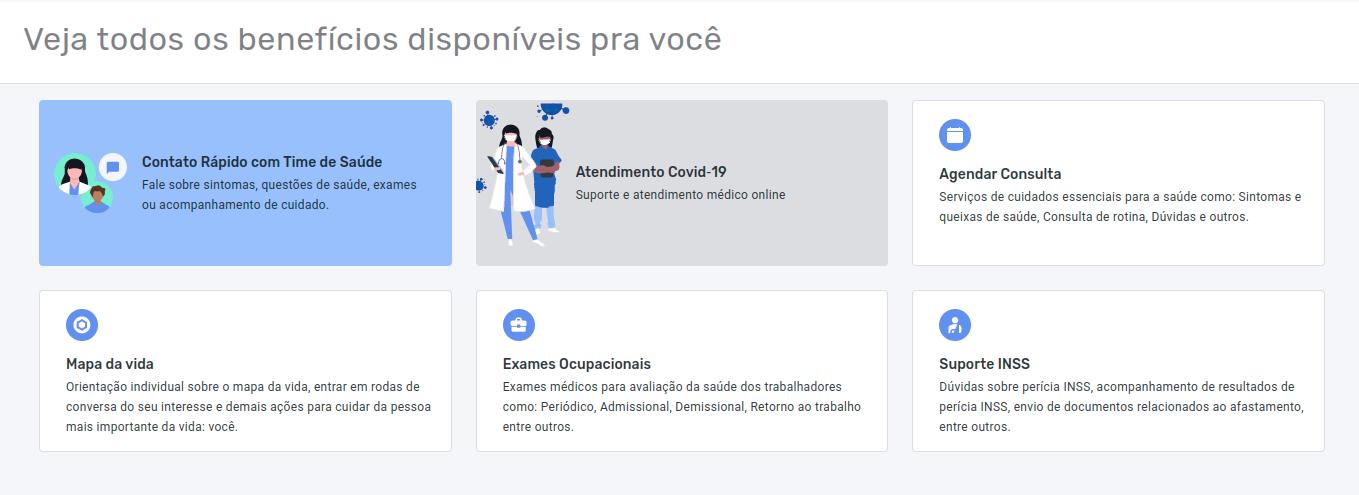 Veja todos os benefícios disponíveis pra você
Contato Rápido com Time de Saúde
Fale sobre sintomas, questões de saúde, exames
ou acompanhamento de cuidado.
Atendimento Covid-19
Suporte e atendimento médico online
Agendar Consulta
Serviços de cuidados essenciais para a saúde como: Sintomas e
queixas de saúde, Consulta de rotina, Dúvidas e outros.
Mapa da vida
Orientação individual sobre o mapa da vida, entrar em rodas de
conversa do seu interesse e demais ações para cuidar da pessoa
mais importante da vida: você.
Exames Ocupacionais
Exames médicos para avaliação da saúde dos trabalhadores
como: Periódico, Admissional, Demissional, Retorno ao trabalho
entre outros.
Suporte INSS
Dúvidas sobre perícia INSS, acompanhamento de resultados de
perícia INSS, envio de documentos relacionados ao afastamento,
entre outros.